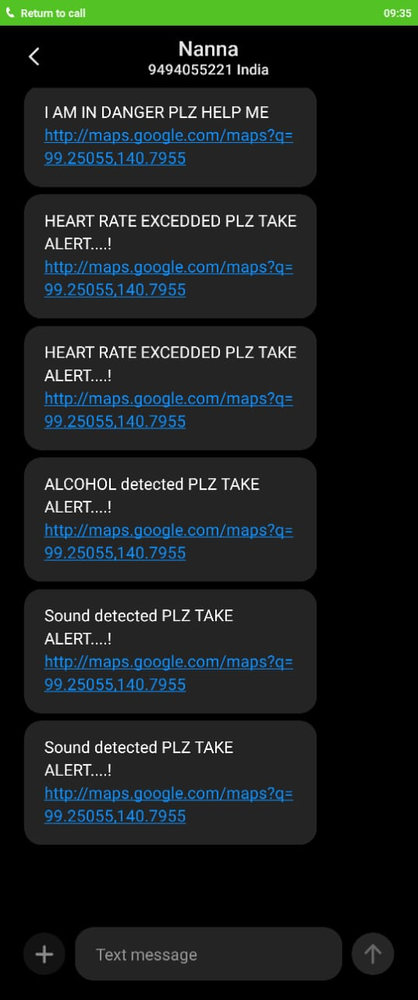 Return to call
09:35
Nanna
9494055221 India
I AM IN DANGER PLZ HELP ME
http://maps.google.com/maps?q=
99.25055,140.7955
HEART RATE EXCEDDED PLZ TAKE
ALERT....!
http://maps.google.com/maps?q=
99.25055,140.7955
HEART RATE EXCEDDED PLZ TAKE
ALERT....!
http://maps.google.com/maps?q=
99.25055,140.7955
ALCOHOL detected PLZ TAKE
ALERT....!
http://maps.google.com/maps?q=
99.25055,140.7955
Sound detected PLZ TAKE
ALERT....!
http://maps.google.com/maps?q=
99.25055,140.7955
Sound detected PLZ TAKE
ALERT....!
http://maps.google.com/maps?q=
99.25055,140.7955
Text message